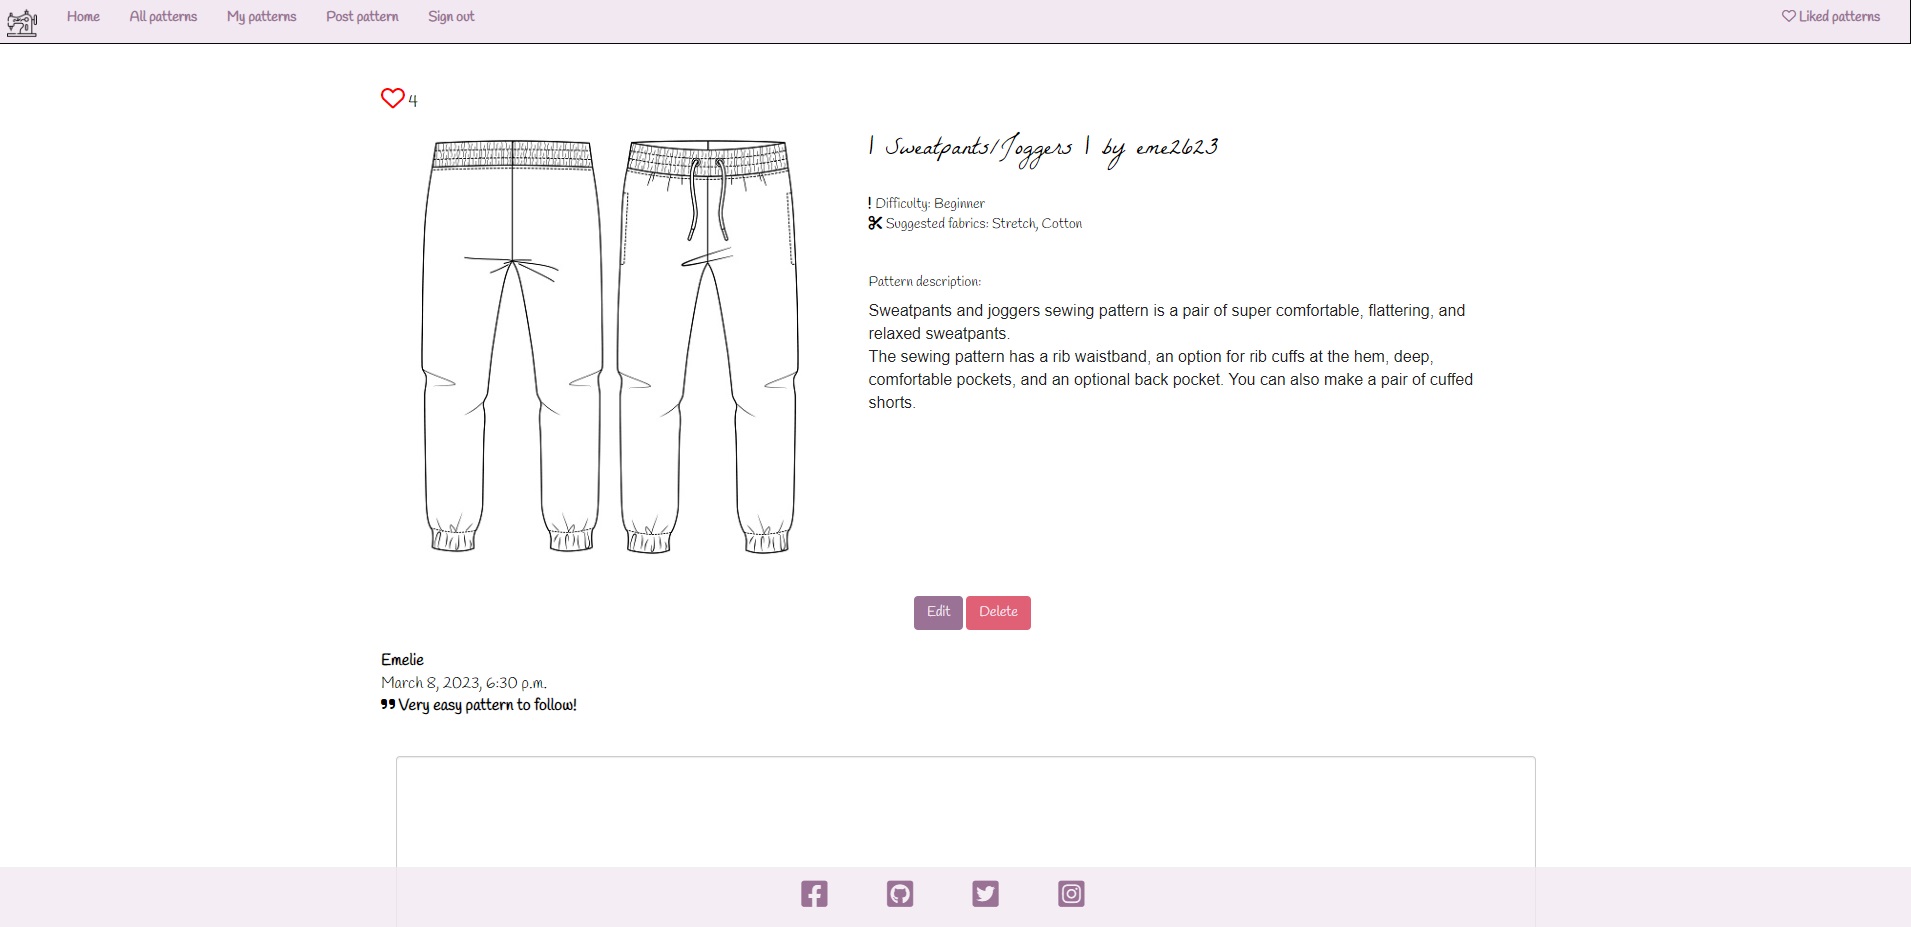 Home All patterns My patterns Post pattern Sign out Liked patterns
4
| Sweatpants/Joggers | by eme2623
Difficulty: Beginner
Suggested fabrics: Stretch, Cotton
Pattern description:
Sweatpants and joggers sewing pattern is a pair of super comfortable, flattering, and
relaxed sweatpants.
The sewing pattern has a rib waistband, an option for rib cuffs at the hem, deep,
comfortable pockets, and an optional back pocket. You can also make a pair of cuffed
shorts.
Edit Delete
Emelie
March 8, 2023, 6:30 p.m.
Very easy pattern to follow!